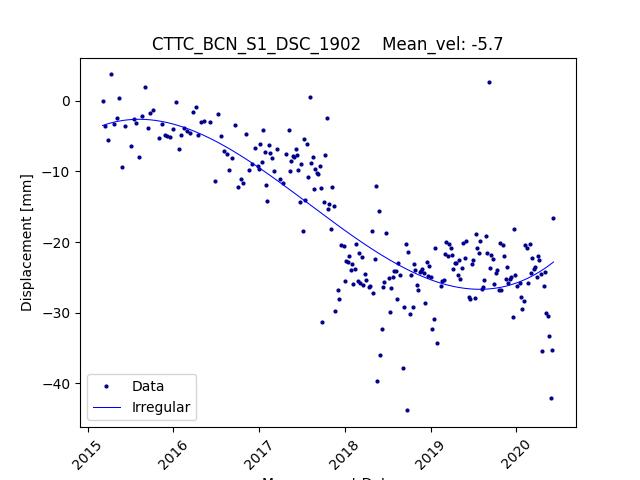 CTTC_BCN_S1_DSC_1902    Mean_vel: -5.7
Displacement [mm]
0
−10
−20
−30
−40
Data
Irregular
2015
2016
2017
2018
2019
2020